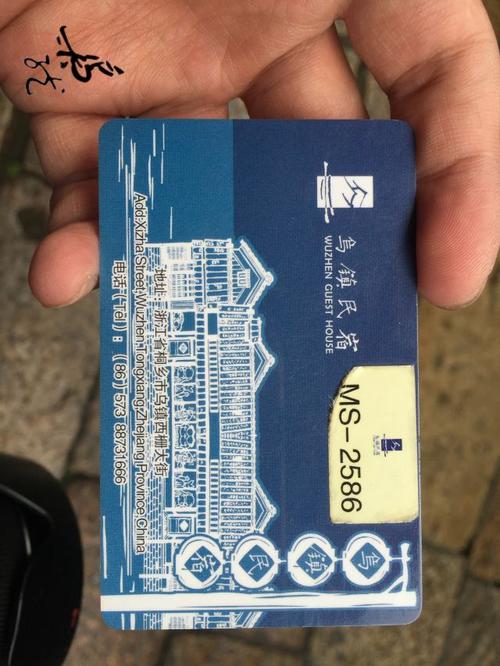 乌镇民宿
WUZHEN GUEST HOUSE
MS-2586
乌镇民宿
地址:浙江省桐乡市乌镇西栅大街
Add:Xizha Street,Wuzhen,Tongxiang,Zhejiang Province,China
电话(Tel):(86) 573 88731666